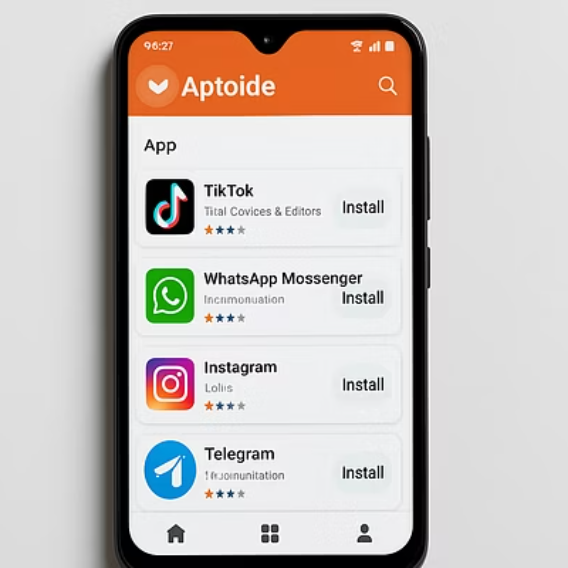 96:27
Aptoide
App
TikTok
Tital Covices & Editors
Install
WhatsApp Mossenger
Install
Instagram
Lolis
Install
Telegram
Install